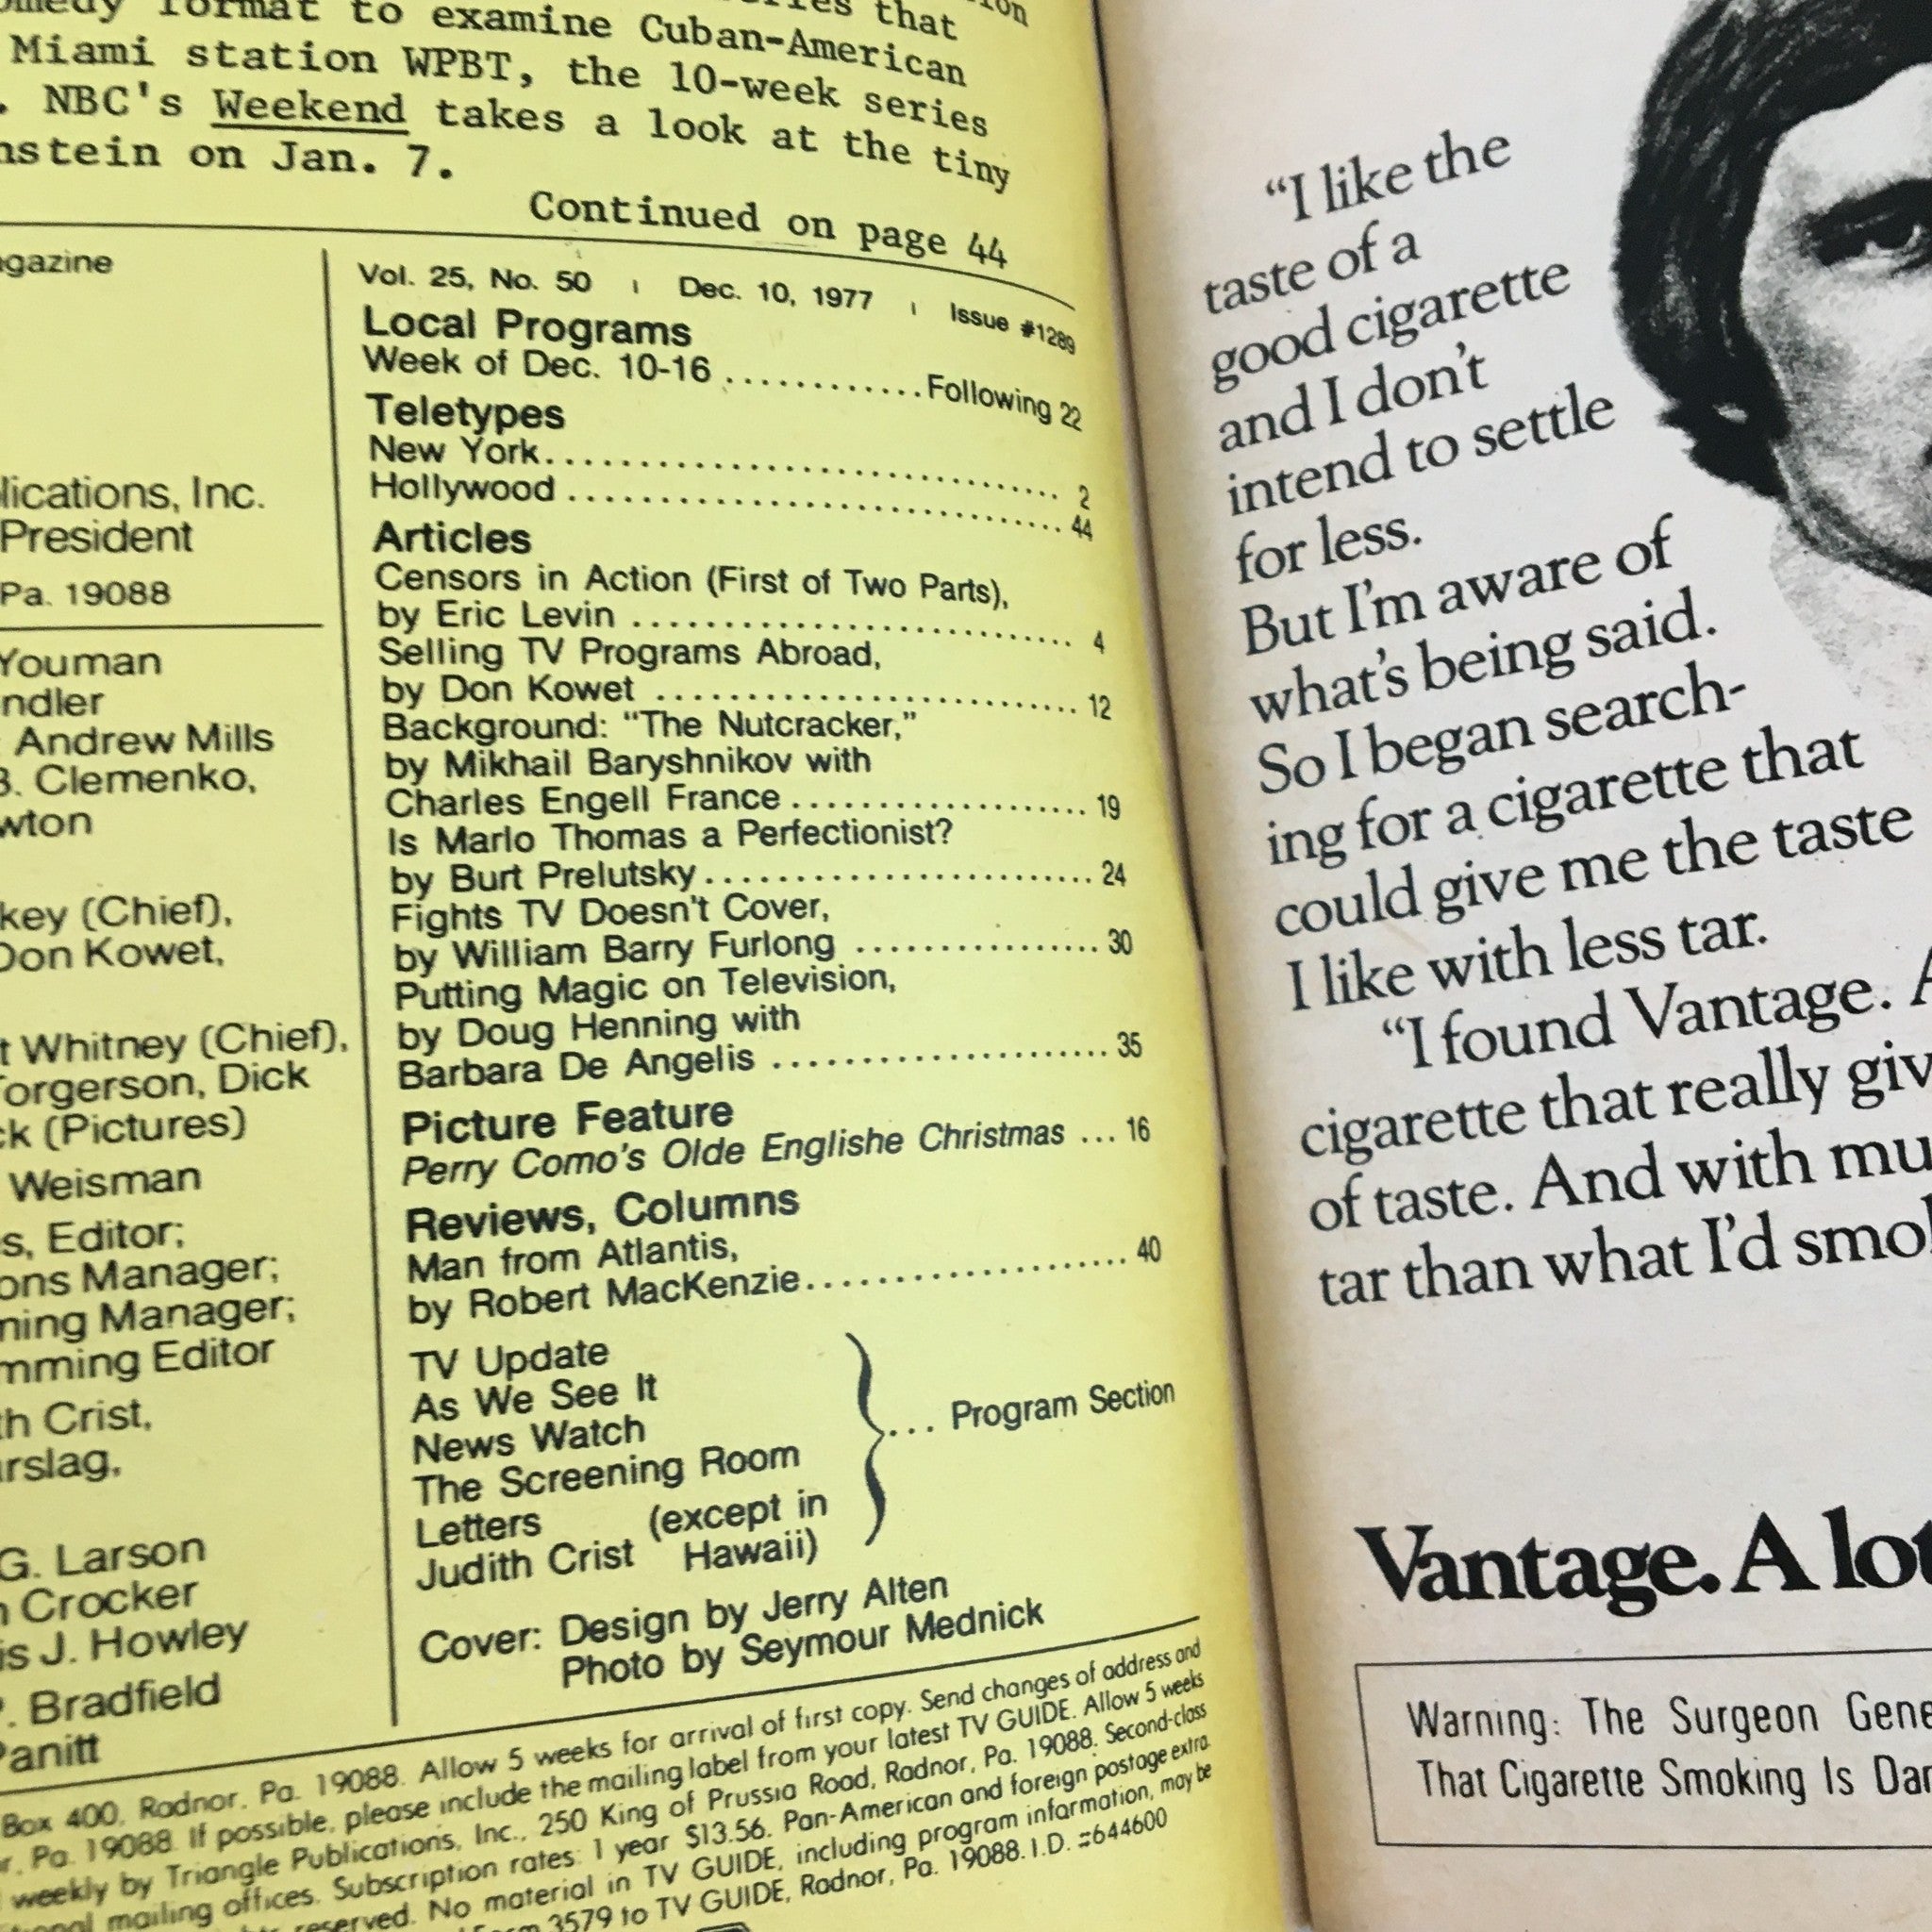 format to examine Cuban-American
Miami station WPBT, the 10-week series
. NBC's Weekend takes a look at the tiny
nstein on Jan. 7.
Continued on page 44
gazine
lications, Inc.
President
Pa. 19088
Youman
ndler
Andrew Mills
B. Clemenko,
wton
key (Chief),
Don Kowet,
t Whitney (Chief),
Torgerson, Dick
ck (Pictures)
Weisman
s, Editor;
ons Manager;
ning Manager;
mming Editor
th Crist,
urslag,
G. Larson
n Crocker
is J. Howley
P. Bradfield
Panitt
Vol. 25, No. 50 | Dec. 10, 1977 | Issue #1289
Local Programs
Week of Dec. 10-16 ............Following 22
Teletypes
New York.................................. 2
Hollywood ................................. 44
Articles
Censors in Action (First of Two Parts),
by Eric Levin ............................. 4
Selling TV Programs Abroad,
by Don Kowet ............................ 12
Background: "The Nutcracker,"
by Mikhail Baryshnikov with
Charles Engell France .................... 19
Is Marlo Thomas a Perfectionist?
by Burt Prelutsky.......................... 24
Fights TV Doesn't Cover,
by William Barry Furlong ................. 30
Putting Magic on Television,
by Doug Henning with
Barbara De Angelis ....................... 35
Picture Feature
Perry Como's Olde Englishe Christmas ... 16
Reviews, Columns
Man from Atlantis,
by Robert MacKenzie...................... 40
TV Update
As We See It
News Watch
The Screening Room
Letters (except in
Judith Crist Hawaii)
... Program Section
Cover: Design by Jerry Alten
Photo by Seymour Mednick
Box 400, Radnor, Pa. 19088. Allow 5 weeks for arrival of first copy. Send changes of address and
r, Pa. 19088. If possible, please include the mailing label from your latest TV GUIDE. Allow 5 weeks
weekly by Triangle Publications, Inc., 250 King of Prussia Road, Radnor, Pa. 19088. Second-class
mailing offices. Subscription rates: 1 year $13.56. Pan-American and foreign postage extra.
reserved. No material in TV GUIDE, including program information, may be
3579 to TV GUIDE, Radnor, Pa. 19088. I.D. #644600
"I like the
taste of a
good cigarette
and I don't
intend to settle
for less.
But I'm aware of
what's being said.
So I began search-
ing for a cigarette that
could give me the taste
I like with less tar.
"I found Vantage. A
cigarette that really giv
of taste. And with mu
tar than what I'd smo
Vantage. A lot
Warning: The Surgeon Gene
That Cigarette Smoking Is Dan